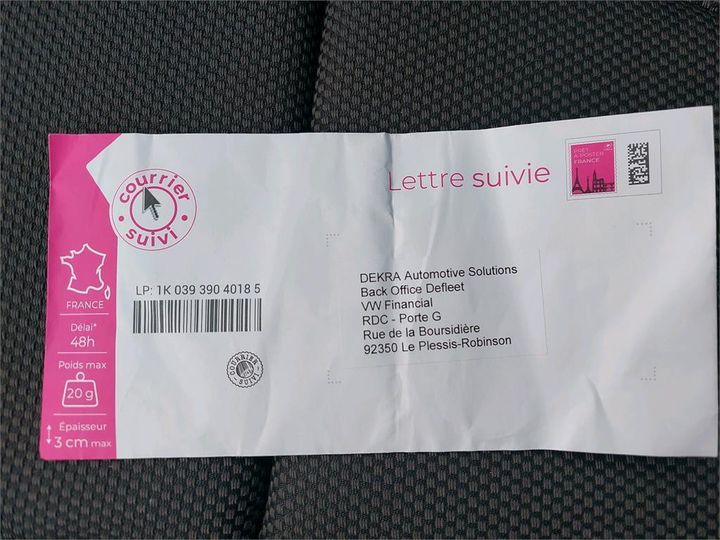 courrier
suivi
Lettre suivie
PRÊT
À POSTER
FRANCE
LP: 1K 039 390 4018 5
DEKRA Automotive Solutions
Back Office Defleet
VW Financial
RDC - Porte G
Rue de la Boursidière
92350 Le Plessis-Robinson
COURRIER
SUIVI
FRANCE
Délai*
48h
Poids max
20 g
Épaisseur
3 cm max